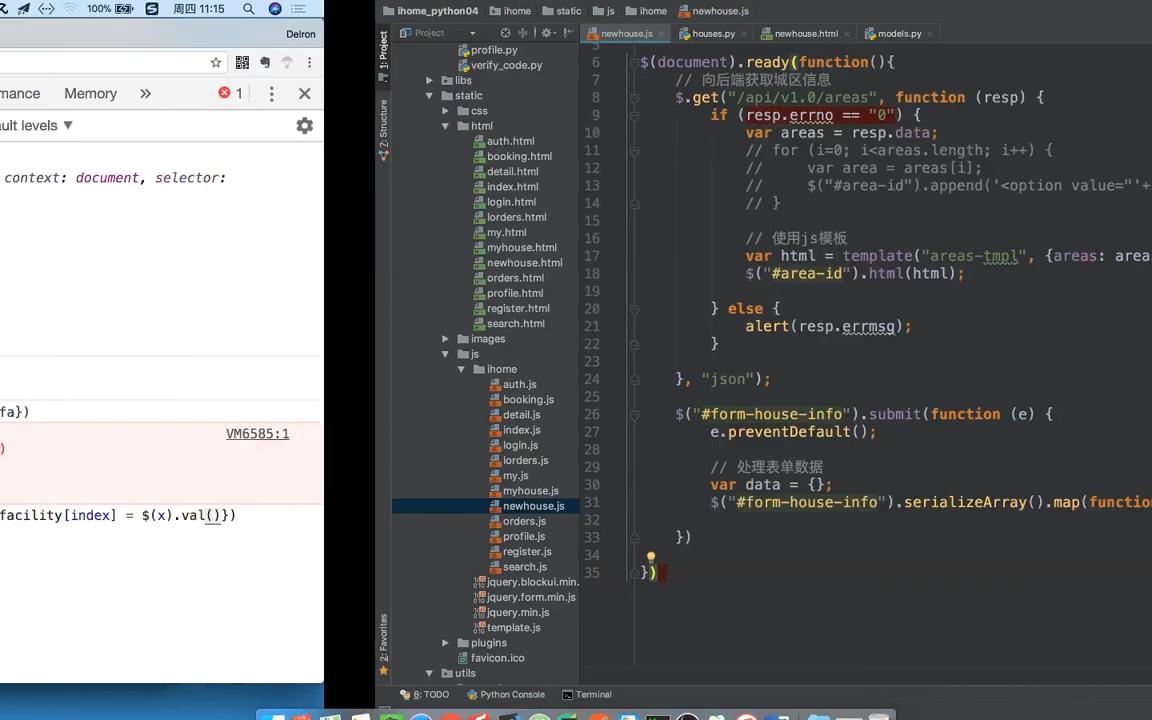 100%
周四 11:15
Delron
mance
Memory
1
ult levels ▼
context: document, selector:
fa})
VM6585:1
)
facility[index] = $(x).val()})
ihome_python04
ihome
static
js
ihome
newhouse.js
Project
newhouse.js
houses.py
newhouse.html
models.py
1: Project
7: Structure
2: Favorites
profile.py
verify_code.py
libs
static
css
html
auth.html
booking.html
detail.html
index.html
login.html
lorders.html
my.html
myhouse.html
newhouse.html
orders.html
profile.html
register.html
search.html
images
js
ihome
auth.js
booking.js
detail.js
index.js
login.js
lorders.js
my.js
myhouse.js
newhouse.js
orders.js
profile.js
register.js
search.js
jquery.blockui.min.
jquery.form.min.js
jquery.min.js
template.js
plugins
favicon.ico
utils
5
6 $(document).ready(function(){
7 // 向后端获取城区信息
8 $.get("/api/v1.0/areas", function (resp) {
9 if (resp.errno == "0") {
10 var areas = resp.data;
11 // for (i=0; i<areas.length; i++) {
12 // var area = areas[i];
13 // $("#area-id").append('<option value="'+
14 // }
15
16 // 使用js模板
17 var html = template("areas-tmpl", {areas: area
18 $("#area-id").html(html);
19
20 } else {
21 alert(resp.errmsg);
22 }
23
24 }, "json");
25
26 $("#form-house-info").submit(function (e) {
27 e.preventDefault();
28
29 // 处理表单数据
30 var data = {};
31 $("#form-house-info").serializeArray().map(functio
32
33 })
34
35 })
6: TODO
Python Console
Terminal